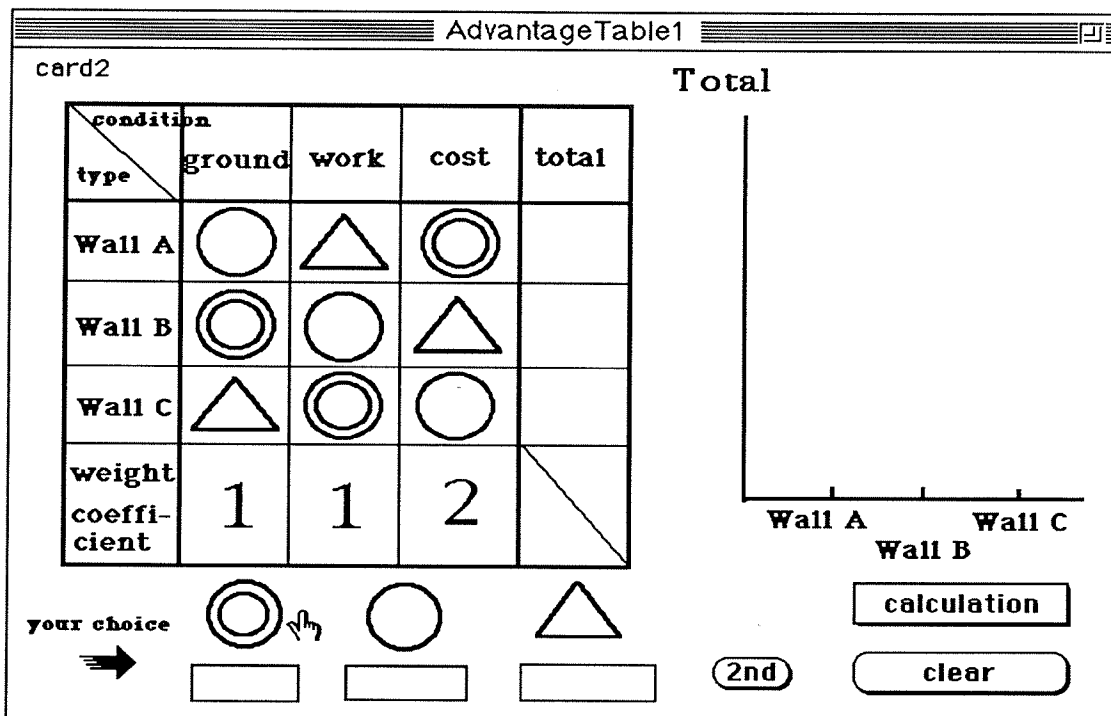 AdvantageTable1
card2
Total
condition
type
ground work cost total
Wall A
Wall B
Wall C
weight
coeffi-
cient
1 1 2
Wall A
Wall B
Wall C
your choice
calculation
2nd
clear